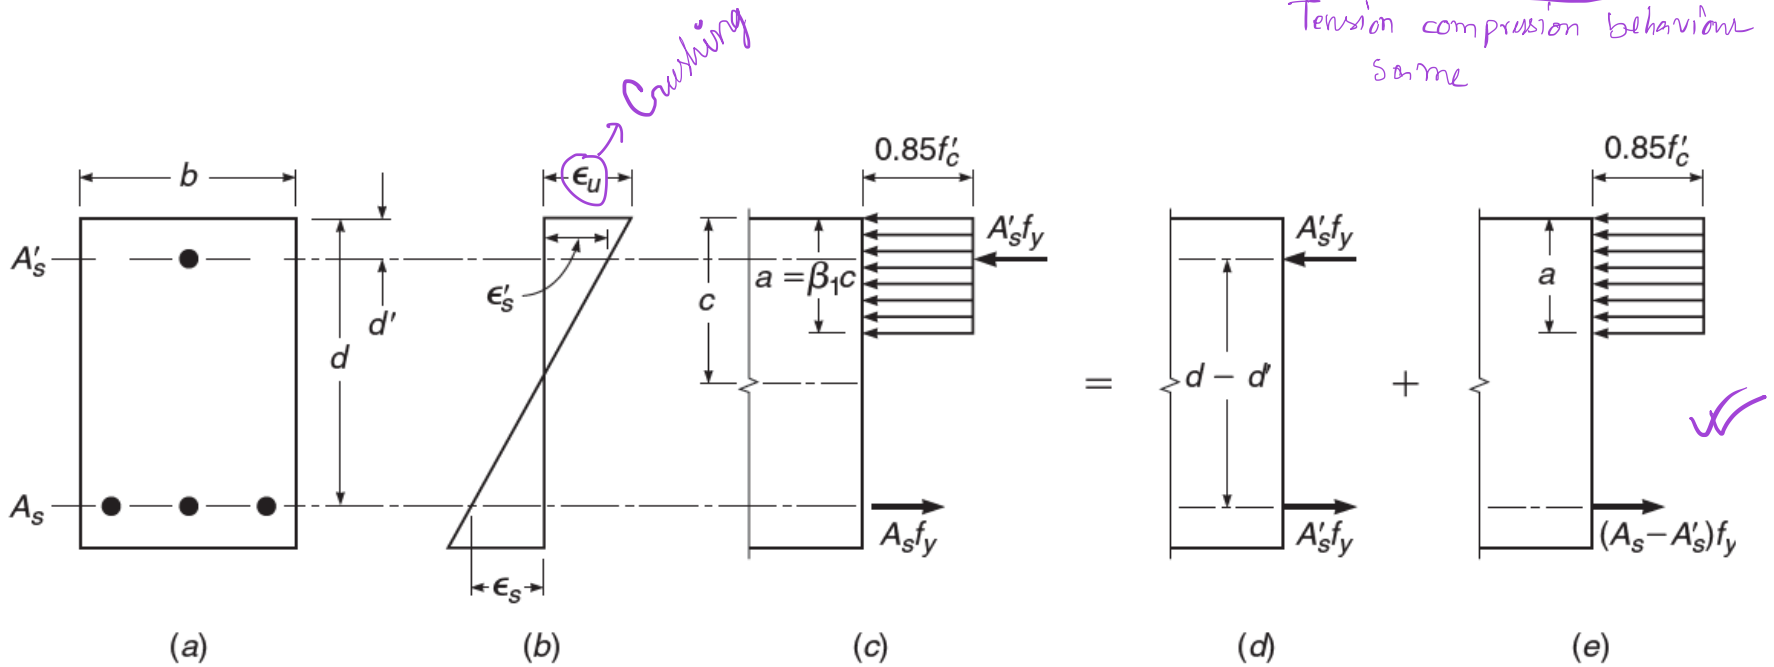 Tension compression behaviour
same
Crushing
b
ϵu
0.85f′c
0.85f′c
A′s
d′
d
ϵ′s
c
a = β1c
A′sfy
=
d − d′
A′sfy
+
a
As
Asfy
A′sfy
(As−A′s)fy
ϵs
(a)
(b)
(c)
(d)
(e)